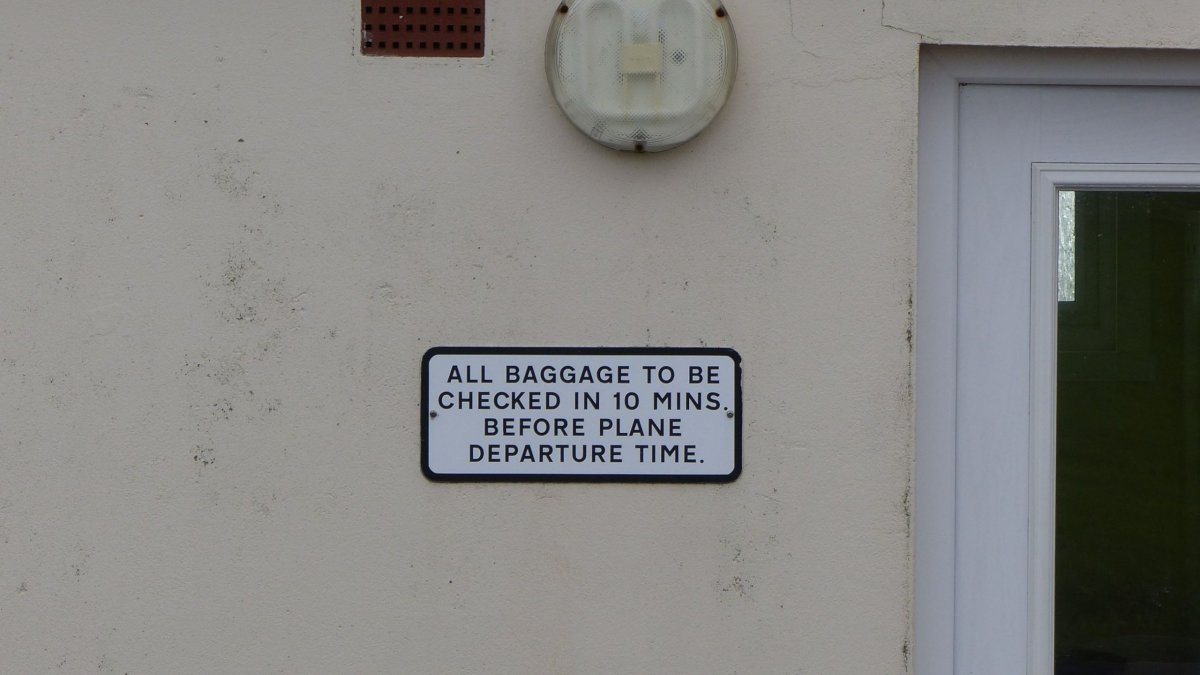 ALL BAGGAGE TO BE
CHECKED IN 10 MINS.
BEFORE PLANE
DEPARTURE TIME.